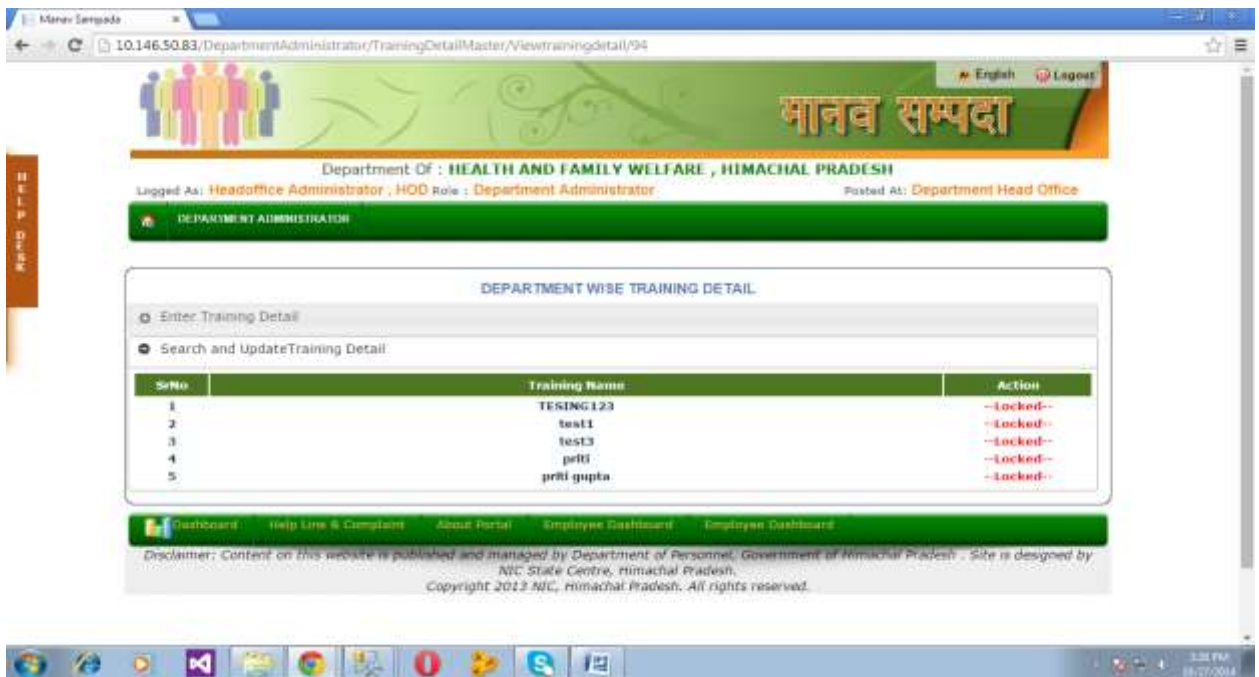 Manav Sampada
10.146.50.83/DepartmentAdministrator/TrainingDetailMaster/Viewtrainingdetail/94
English Logout
मानव सम्पदा
Department Of : HEALTH AND FAMILY WELFARE , HIMACHAL PRADESH
Logged As: Headoffice Administrator , HOD Role : Department Administrator Posted At: Department Head Office
HELP DESK
DEPARTMENT ADMINISTRATOR
DEPARTMENT WISE TRAINING DETAIL
Enter Training Detail
Search and UpdateTraining Detail
SrNo Training Name Action
1 TESING123 --Locked--
2 test1 --Locked--
3 test3 --Locked--
4 priti --Locked--
5 priti gupta --Locked--
Dashboard Help Line & Complaint About Portal Employee Dashboard Employee Dashboard
Disclaimer: Content on this website is published and managed by Department of Personnel, Government of Himachal Pradesh . Site is designed by
NIC State Centre, Himachal Pradesh.
Copyright 2013 NIC, Himachal Pradesh. All rights reserved.